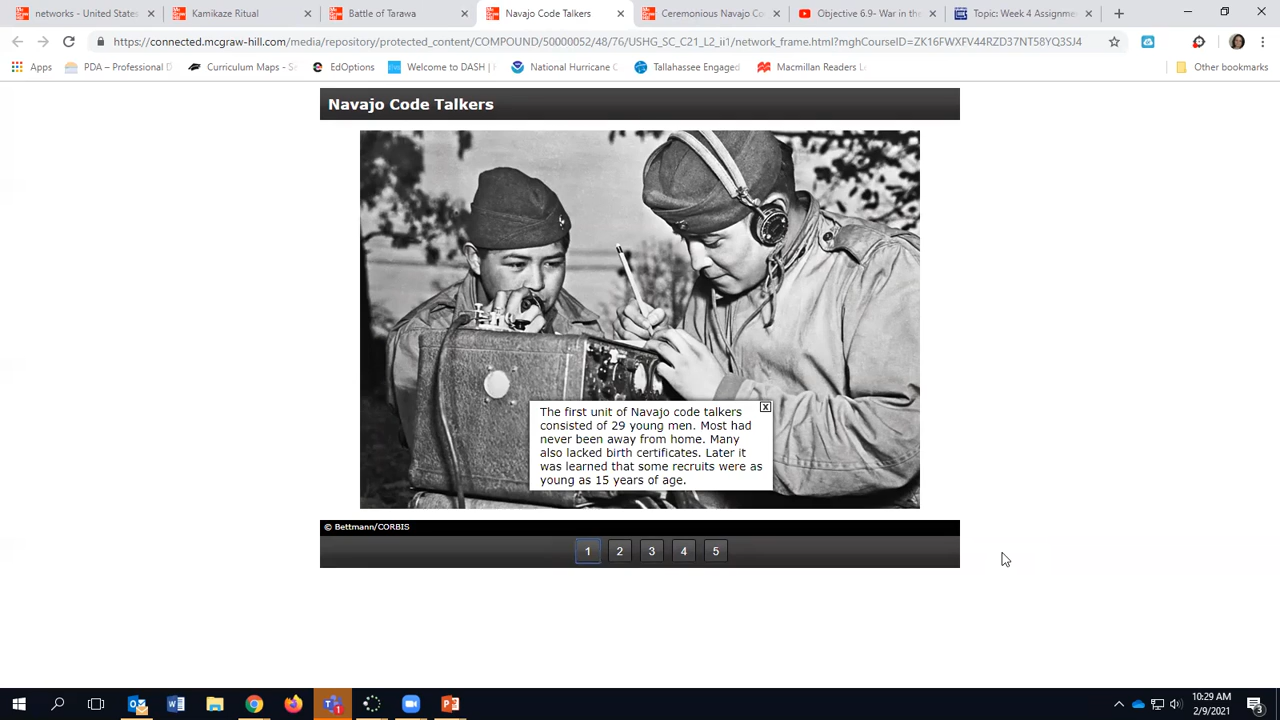 networks - United States
Kamikaze Ritual
Battle of Tarawa
Navajo Code Talkers
Ceremonious Navajo Co
Objective 6.9- War in the
Topic: Week 4 Assignme
https://connected.mcgraw-hill.com/media/repository/protected_content/COMPOUND/50000052/48/76/USHG_SC_C21_L2_ii1/network_frame.html?mghCourseID=ZK16FWXFV44RZD37NT58YQ3SJ4
Apps
PDA – Professional D
Curriculum Maps - S
EdOptions
Welcome to DASH |
National Hurricane C
Tallahassee Engaged
Macmillan Readers Le
Other bookmarks
Navajo Code Talkers
The first unit of Navajo code talkers
consisted of 29 young men. Most had
never been away from home. Many
also lacked birth certificates. Later it
was learned that some recruits were as
young as 15 years of age.
© Bettmann/CORBIS
1 2 3 4 5
10:29 AM
2/9/2021